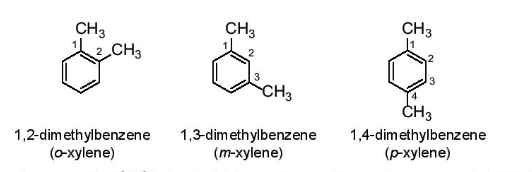 CH₃
1
2
CH₃
CH₃
1
2
3
CH₃
CH₃
1
2
3
4
CH₃
1,2-dimethylbenzene
(o-xylene)
1,3-dimethylbenzene
(m-xylene)
1,4-dimethylbenzene
(p-xylene)